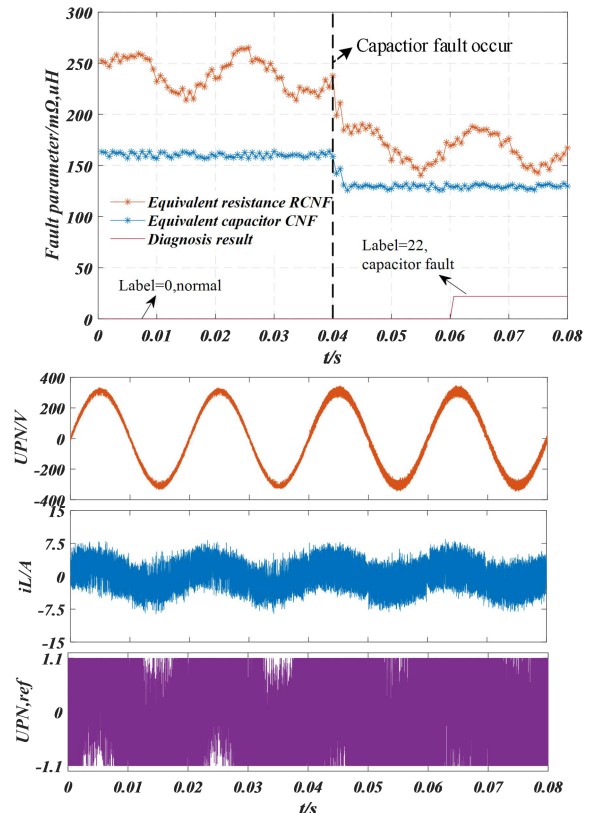 300
250
200
150
100
50
0
Fault parameter/mΩ,uH
Capactior fault occur
Equivalent resistance RCNF
Equivalent capacitor CNF
Diagnosis result
Label=0,normal
Label=22,
capacitor fault
0 0.01 0.02 0.03 0.04 0.05 0.06 0.07 0.08
t/s
400
200
0
-200
-400
UPN/V
15
7.5
0
-7.5
-15
iL/A
1.1
0
-1.1
UPN,ref
0 0.01 0.02 0.03 0.04 0.05 0.06 0.07 0.08
t/s